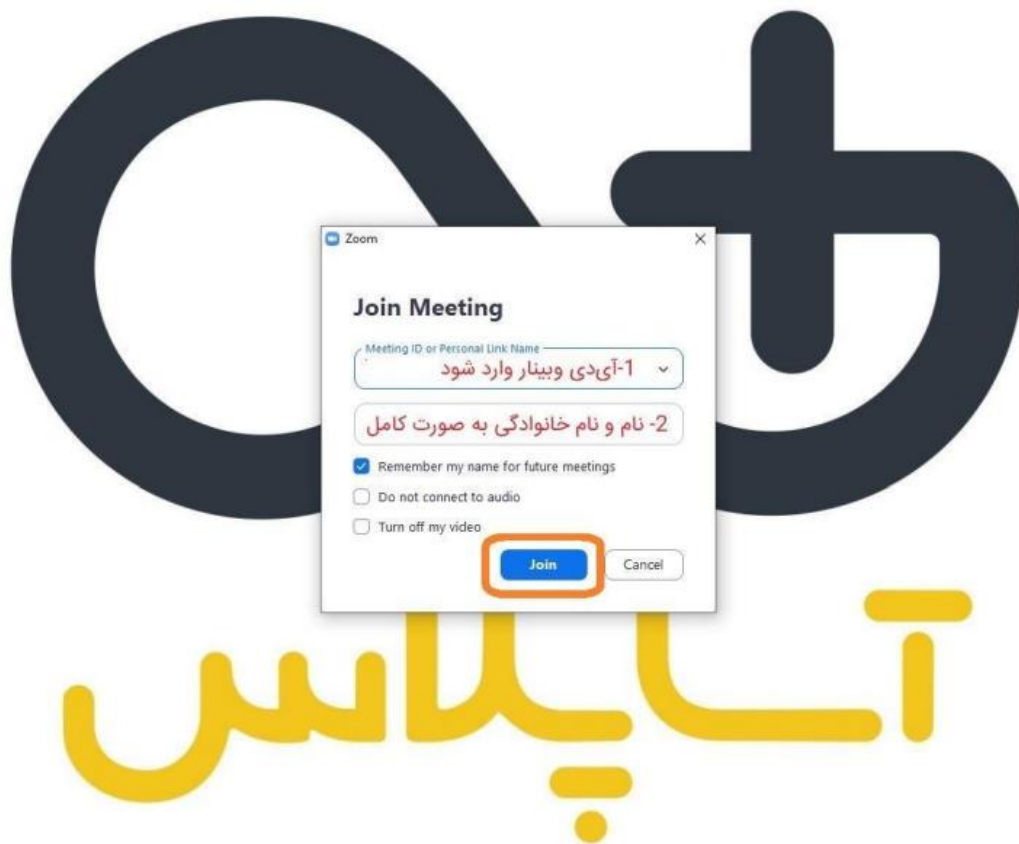 Zoom
Join Meeting
Meeting ID or Personal Link Name
1-آی‌دی وبینار وارد شود
2- نام و نام خانوادگی به صورت کامل
Remember my name for future meetings
Do not connect to audio
Turn off my video
Join
Cancel